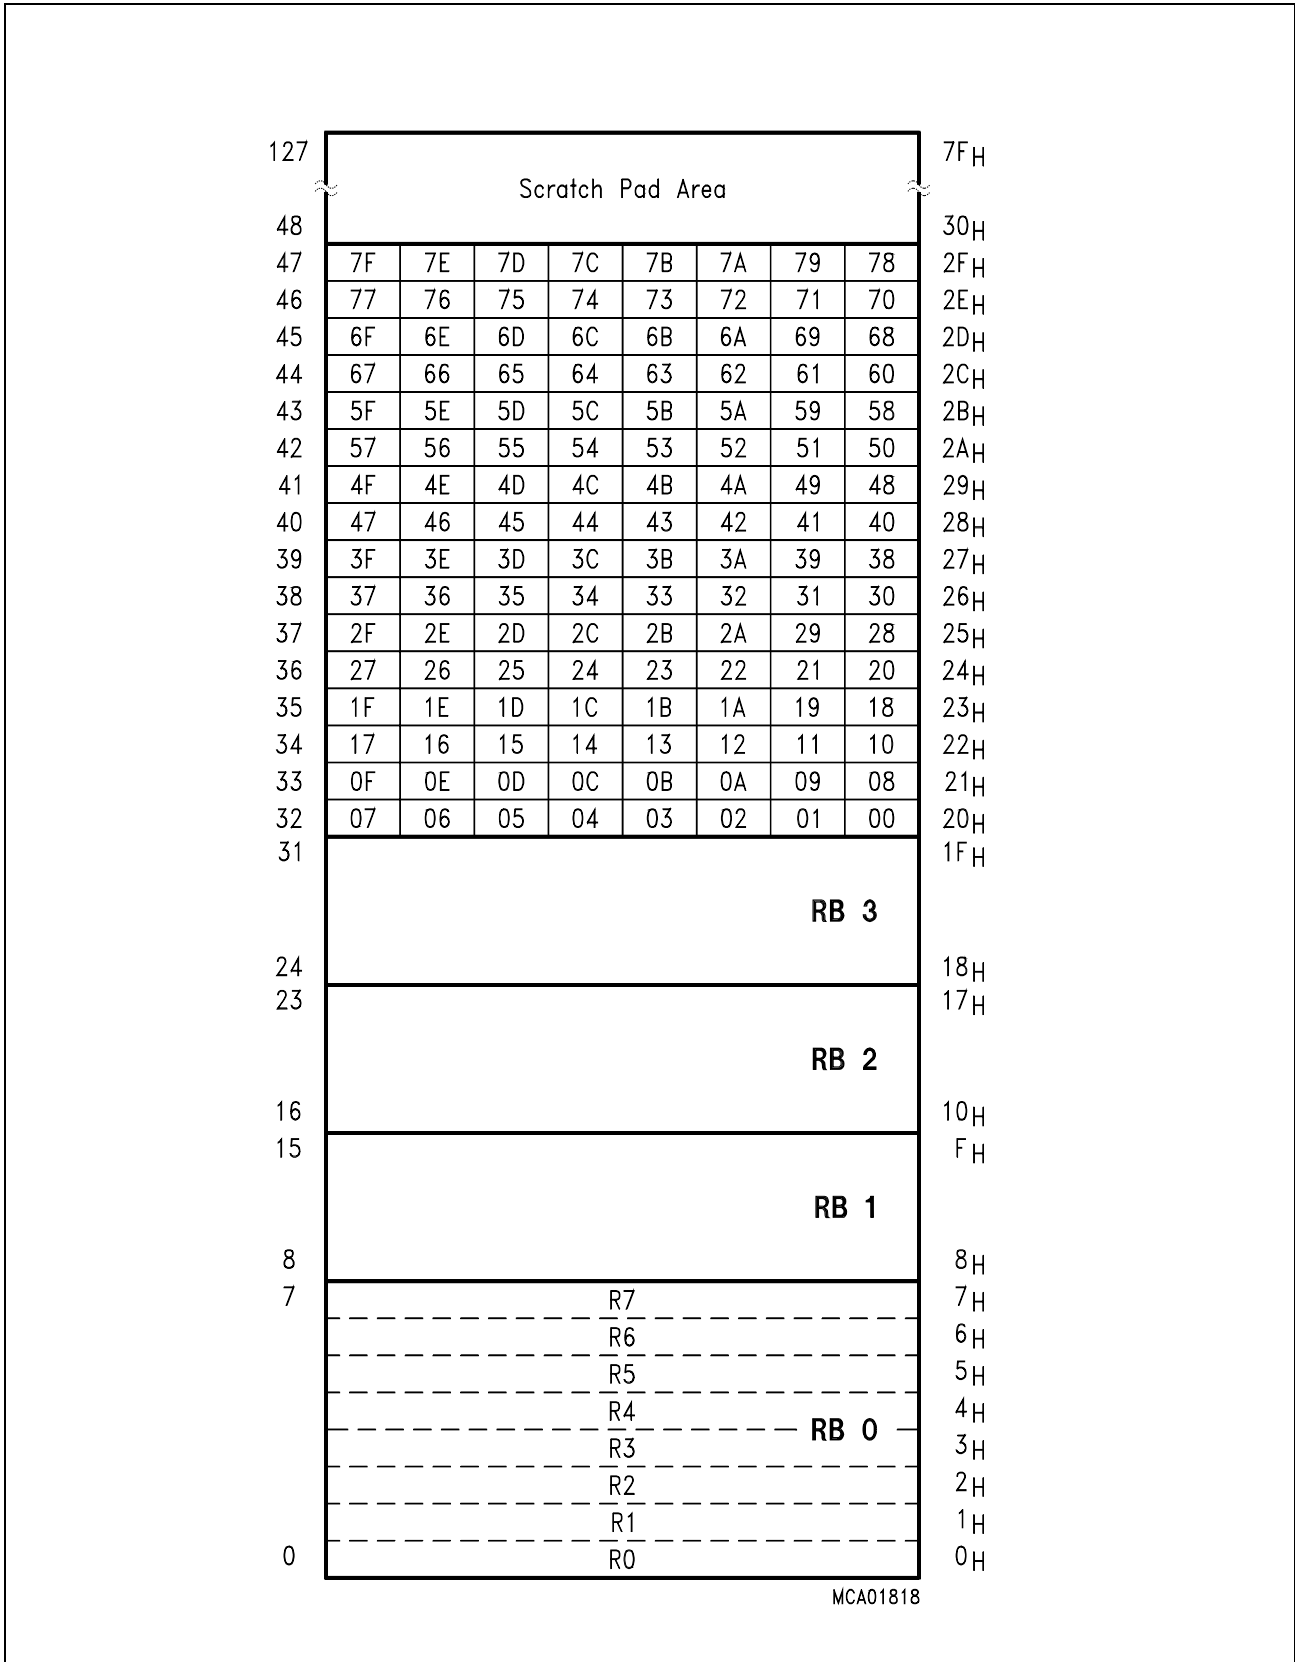 127 7FH
Scratch Pad Area
48 30H
47 7F 7E 7D 7C 7B 7A 79 78 2FH
46 77 76 75 74 73 72 71 70 2EH
45 6F 6E 6D 6C 6B 6A 69 68 2DH
44 67 66 65 64 63 62 61 60 2CH
43 5F 5E 5D 5C 5B 5A 59 58 2BH
42 57 56 55 54 53 52 51 50 2AH
41 4F 4E 4D 4C 4B 4A 49 48 29H
40 47 46 45 44 43 42 41 40 28H
39 3F 3E 3D 3C 3B 3A 39 38 27H
38 37 36 35 34 33 32 31 30 26H
37 2F 2E 2D 2C 2B 2A 29 28 25H
36 27 26 25 24 23 22 21 20 24H
35 1F 1E 1D 1C 1B 1A 19 18 23H
34 17 16 15 14 13 12 11 10 22H
33 0F 0E 0D 0C 0B 0A 09 08 21H
32 07 06 05 04 03 02 01 00 20H
31 1FH
RB 3
24 18H
23 17H
RB 2
16 10H
15 FH
RB 1
8 8H
7 R7 7H
R6 6H
R5 5H
R4 4H
RB 0
R3 3H
R2 2H
R1 1H
0 R0 0H
MCA01818